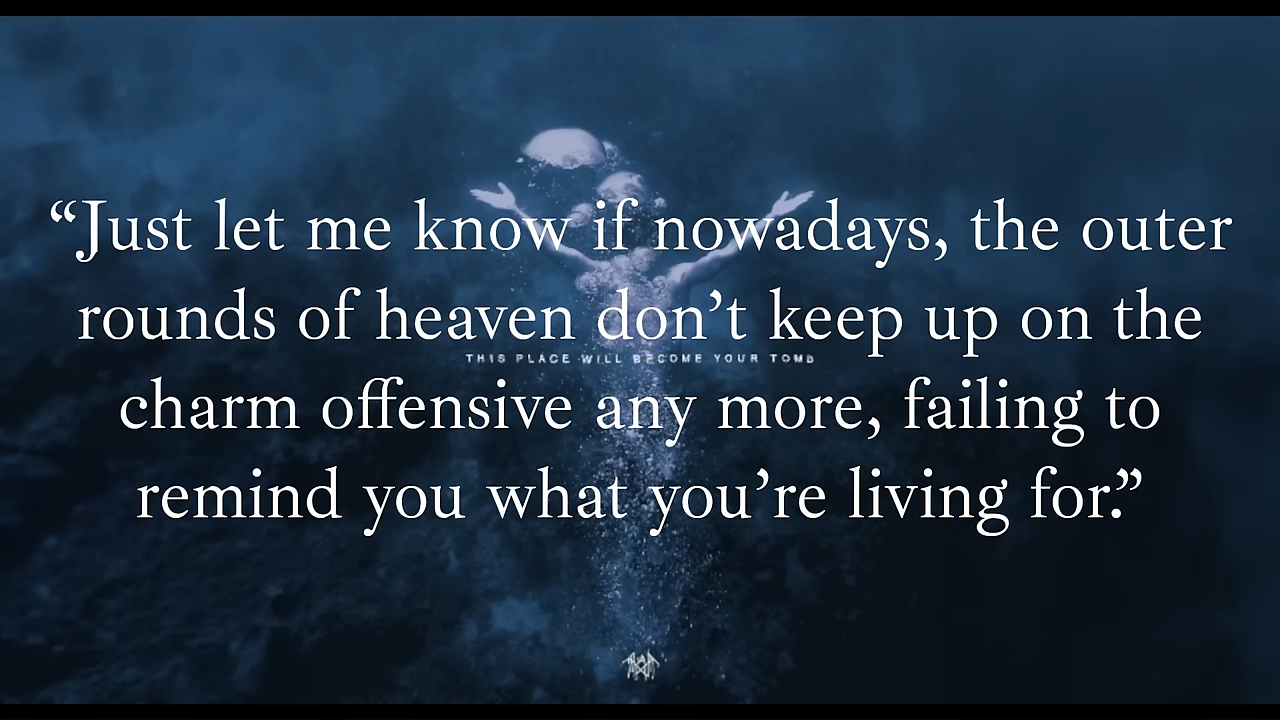 “Just let me know if nowadays, the outer
rounds of heaven don’t keep up on the
THIS PLACE WILL BECOME YOUR TOMB
charm offensive any more, failing to
remind you what you’re living for.”